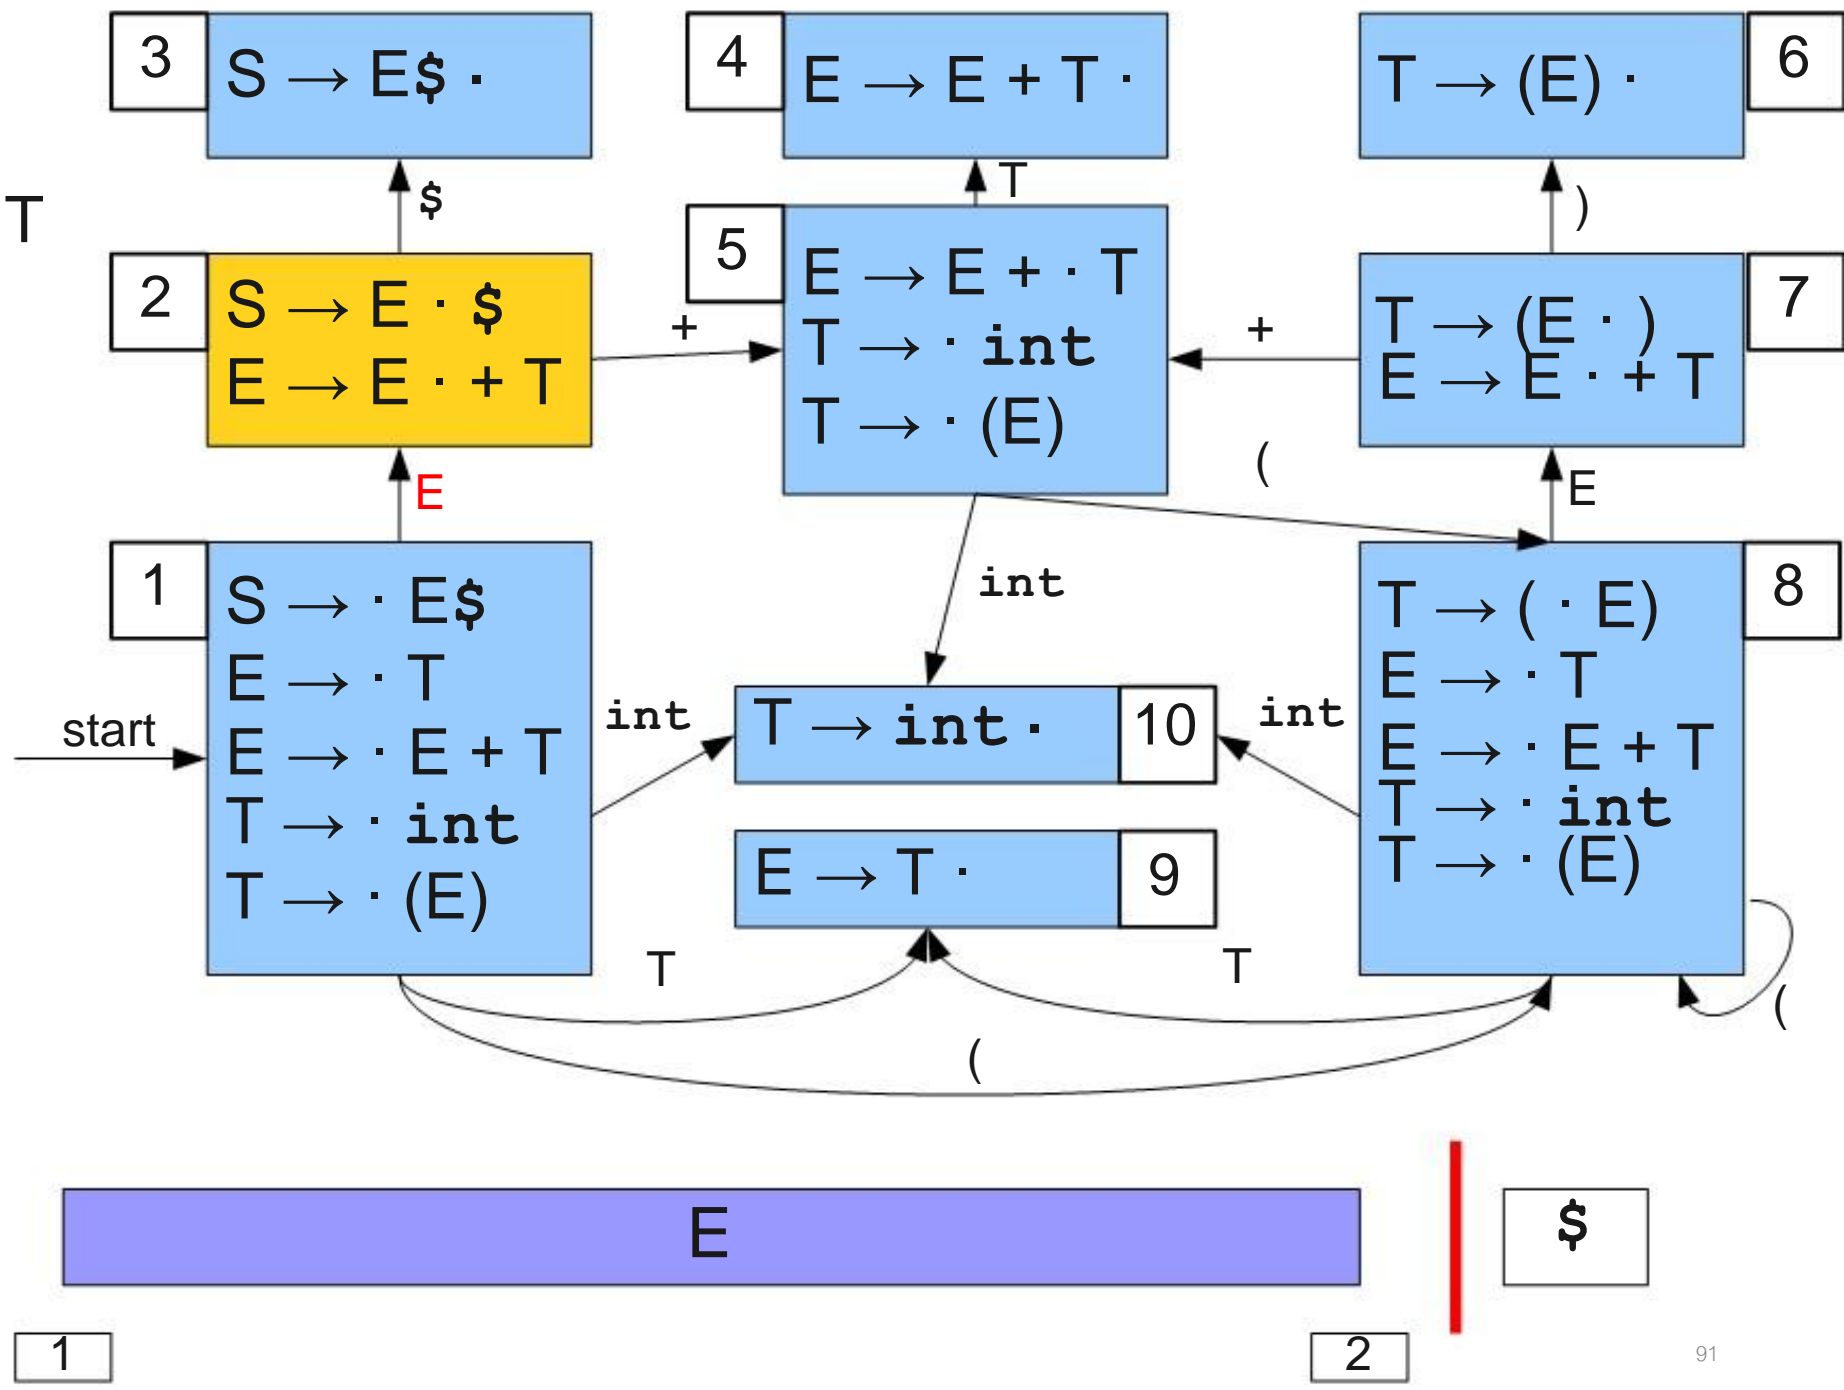 3
S → E$ ·
4
E → E + T ·
T → (E) ·
6
$
T
)
T
2
S → E · $
E → E · + T
+
5
E → E + · T
T → · int
T → · (E)
+
T → (E · )
E → E · + T
7
E
(
E
1
S → · E$
E → · T
E → · E + T
T → · int
T → · (E)
start
int
int
T → int ·
10
int
E → T ·
9
T → ( · E)
E → · T
E → · E + T
T → · int
T → · (E)
8
T
T
(
(
E
$
1
2
91